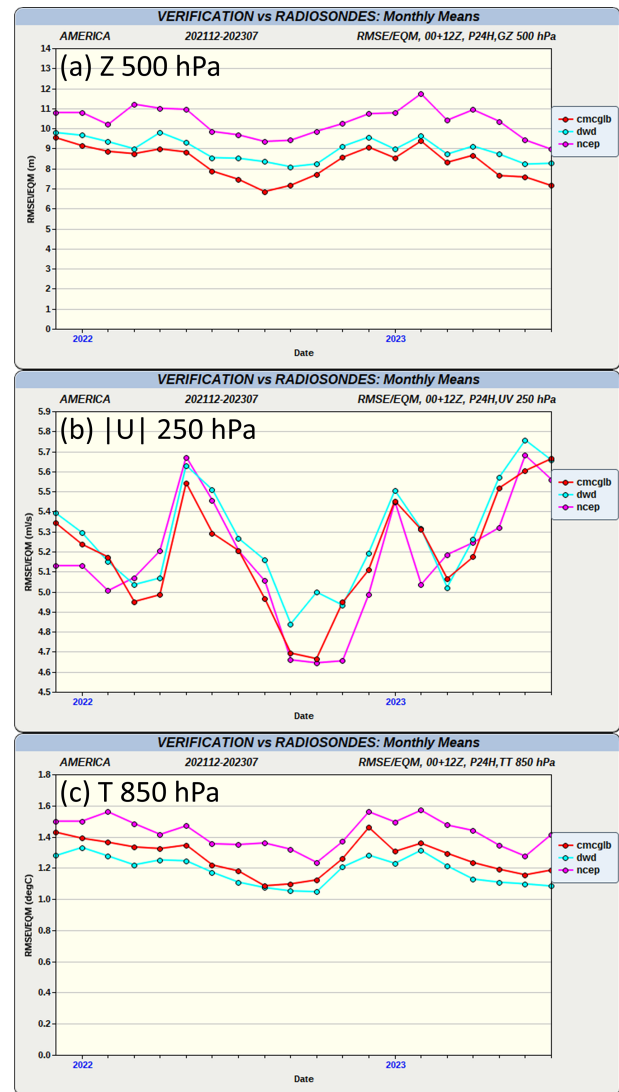 VERIFICATION vs RADIOSONDES: Monthly Means
AMERICA 202112-202307 RMSE/EQM, 00+12Z, P24H,GZ 500 hPa
(a) Z 500 hPa
14
13
12
11
10
9
8
7
6
5
4
3
2
1
0
RMSE/EQM (m)
cmcglb
dwd
ncep
2022 2023
Date
VERIFICATION vs RADIOSONDES: Monthly Means
AMERICA 202112-202307 RMSE/EQM, 00+12Z, P24H,UV 250 hPa
(b) |U| 250 hPa
5.9
5.8
5.7
5.6
5.5
5.4
5.3
5.2
5.1
5.0
4.9
4.8
4.7
4.6
4.5
RMSE/EQM (m/s)
cmcglb
dwd
ncep
2022 2023
Date
VERIFICATION vs RADIOSONDES: Monthly Means
AMERICA 202112-202307 RMSE/EQM, 00+12Z, P24H,TT 850 hPa
(c) T 850 hPa
1.8
1.6
1.4
1.2
1.0
0.8
0.6
0.4
0.2
0.0
RMSE/EQM (degC)
cmcglb
dwd
ncep
2022 2023
Date